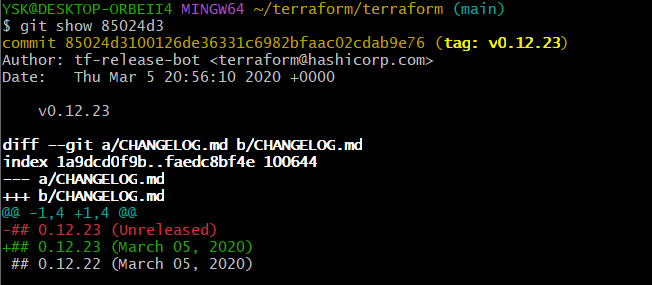 YSK@DESKTOP-ORBEII4 MINGW64 ~/terraform/terraform (main)
$ git show 85024d3
commit 85024d3100126de36331c6982bfaac02cdab9e76 (tag: v0.12.23)
Author: tf-release-bot <terraform@hashicorp.com>
Date:   Thu Mar 5 20:56:10 2020 +0000

    v0.12.23

diff --git a/CHANGELOG.md b/CHANGELOG.md
index 1a9dcd0f9b..faedc8bf4e 100644
--- a/CHANGELOG.md
+++ b/CHANGELOG.md
@@ -1,4 +1,4 @@
-## 0.12.23 (Unreleased)
+## 0.12.23 (March 05, 2020)
 ## 0.12.22 (March 05, 2020)